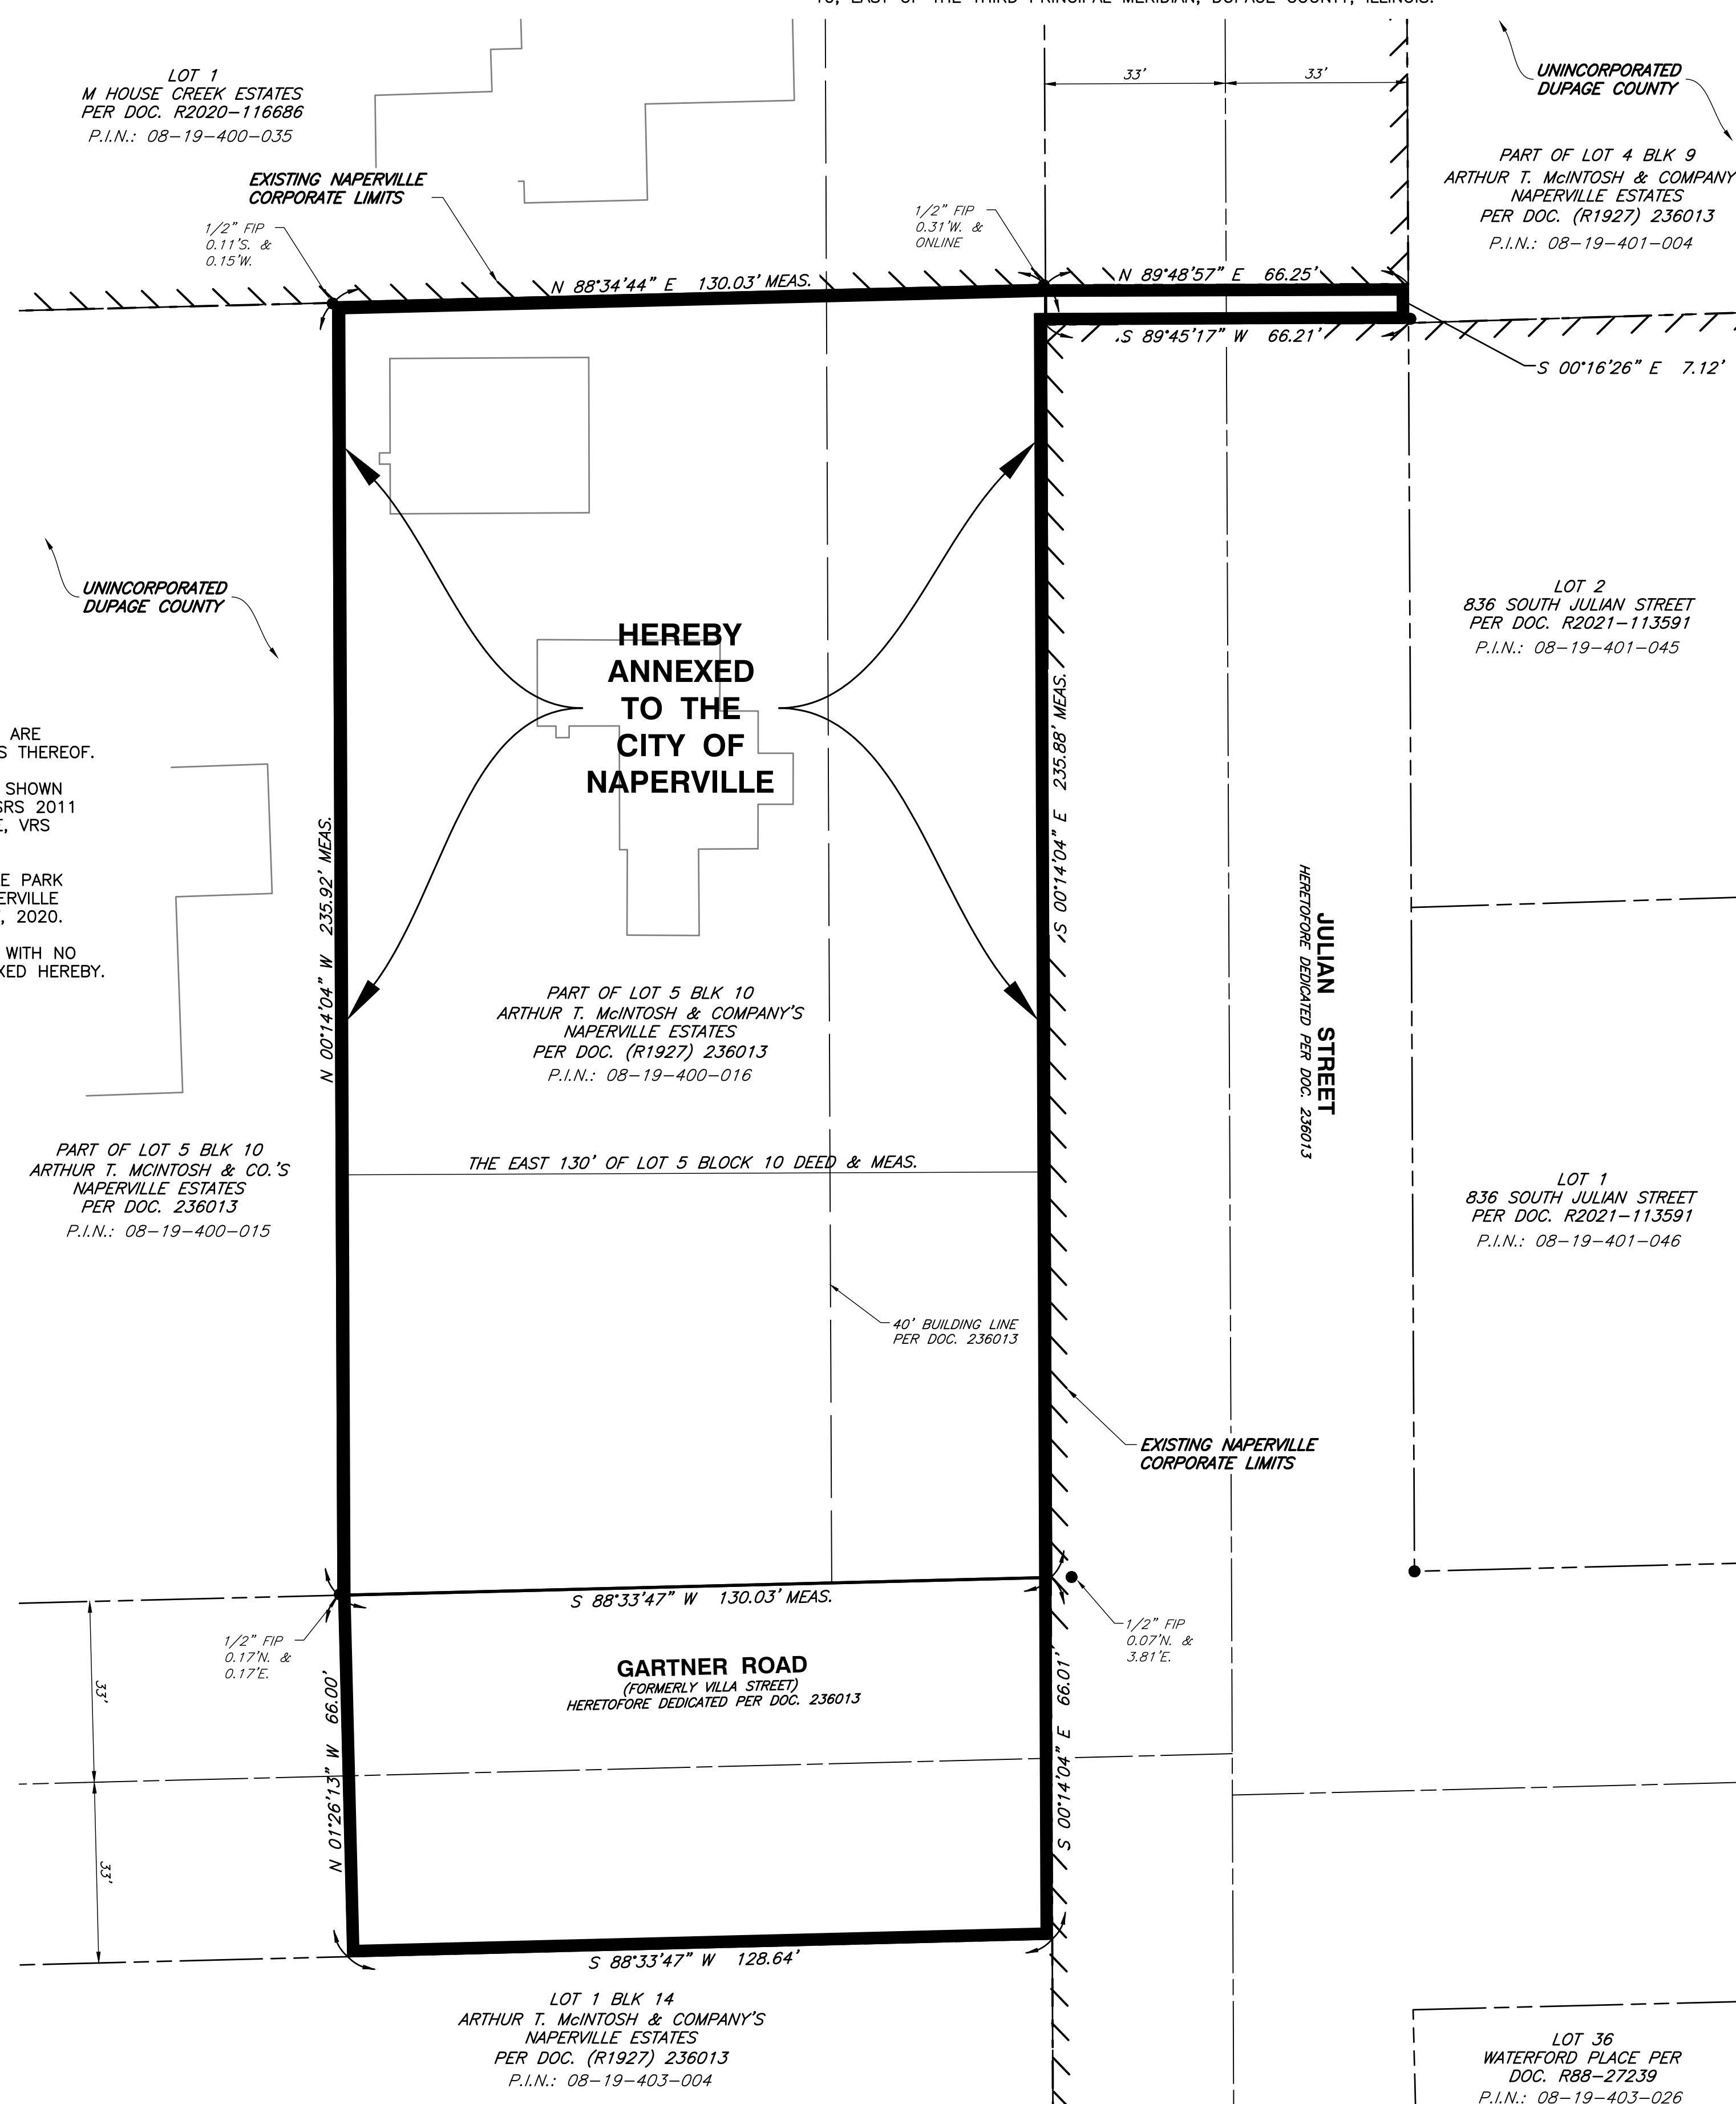 10, EAST OF THE THIRD PRINCIPAL MERIDIAN, DUPAGE COUNTY, ILLINOIS.
LOT 1
M HOUSE CREEK ESTATES
PER DOC. R2020-116686
P.I.N.: 08-19-400-035
33'
33'
UNINCORPORATED
DUPAGE COUNTY
PART OF LOT 4 BLK 9
ARTHUR T. McINTOSH & COMPANY
NAPERVILLE ESTATES
PER DOC. (R1927) 236013
P.I.N.: 08-19-401-004
EXISTING NAPERVILLE
CORPORATE LIMITS
1/2" FIP
0.11'S. &
0.15'W.
1/2" FIP
0.31'W. &
ONLINE
N 88°34'44" E 130.03' MEAS.
N 89°48'57" E 66.25'
S 89°45'17" W 66.21'
S 00°16'26" E 7.12'
UNINCORPORATED
DUPAGE COUNTY
HEREBY
ANNEXED
TO THE
CITY OF
NAPERVILLE
LOT 2
836 SOUTH JULIAN STREET
PER DOC. R2021-113591
P.I.N.: 08-19-401-045
ARE
S THEREOF.
SHOWN
SRS 2011
E, VRS
E PARK
ERVILLE
, 2020.
WITH NO
XED HEREBY.
N 00°14'04" W 235.92' MEAS.
S 00°14'04" E 235.88' MEAS.
JULIAN STREET
HERETOFORE DEDICATED PER DOC. 236013
PART OF LOT 5 BLK 10
ARTHUR T. McINTOSH & COMPANY'S
NAPERVILLE ESTATES
PER DOC. (R1927) 236013
P.I.N.: 08-19-400-016
PART OF LOT 5 BLK 10
ARTHUR T. MCINTOSH & CO.'S
NAPERVILLE ESTATES
PER DOC. 236013
P.I.N.: 08-19-400-015
THE EAST 130' OF LOT 5 BLOCK 10 DEED & MEAS.
LOT 1
836 SOUTH JULIAN STREET
PER DOC. R2021-113591
P.I.N.: 08-19-401-046
40' BUILDING LINE
PER DOC. 236013
EXISTING NAPERVILLE
CORPORATE LIMITS
S 88°33'47" W 130.03' MEAS.
1/2" FIP
0.17'N. &
0.17'E.
1/2" FIP
0.07'N. &
3.81'E.
GARTNER ROAD
(FORMERLY VILLA STREET)
HERETOFORE DEDICATED PER DOC. 236013
33'
33'
N 01°26'13" W 66.00'
S 00°14'04" E 66.01'
S 88°33'47" W 128.64'
LOT 1 BLK 14
ARTHUR T. McINTOSH & COMPANY'S
NAPERVILLE ESTATES
PER DOC. (R1927) 236013
P.I.N.: 08-19-403-004
LOT 36
WATERFORD PLACE PER
DOC. R88-27239
P.I.N.: 08-19-403-026